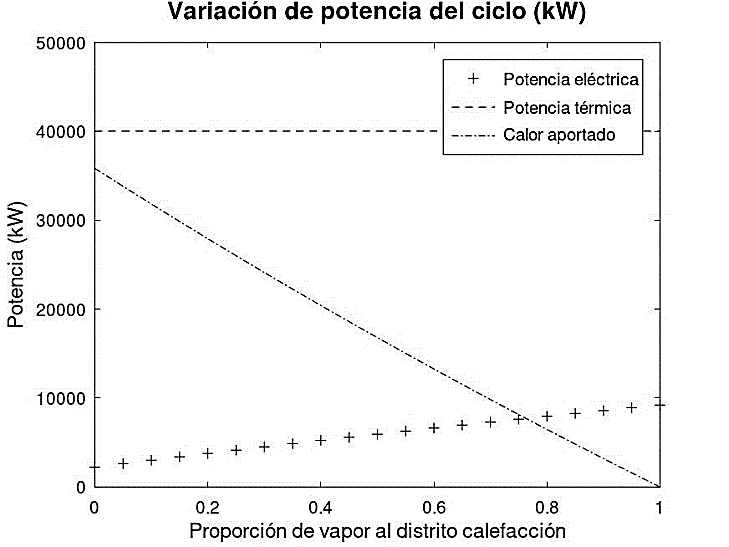 Variación de potencia del ciclo (kW)
50000
40000
30000
20000
10000
0
Potencia (kW)
Potencia eléctrica
Potencia térmica
Calor aportado
0 0.2 0.4 0.6 0.8 1
Proporción de vapor al distrito calefacción